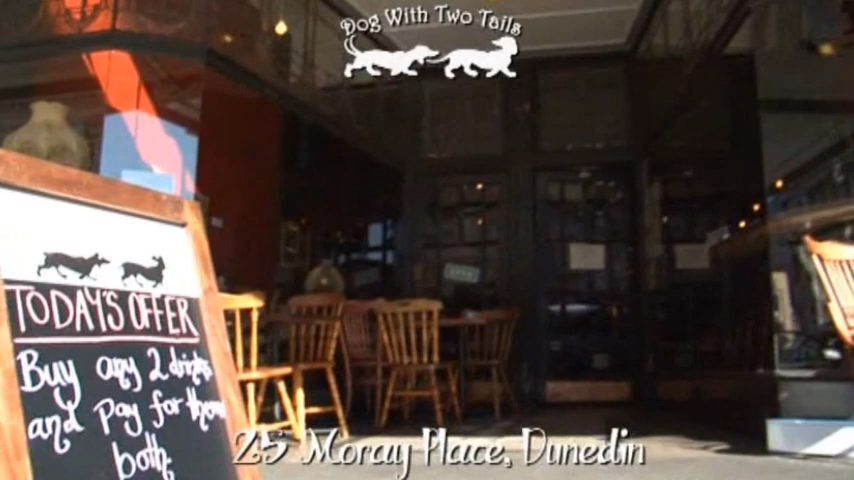 Dog With Two Tails
TODAY'S OFFER
Buy any 2 drinks
and Pay for them
both.
25 Moray Place, Dunedin